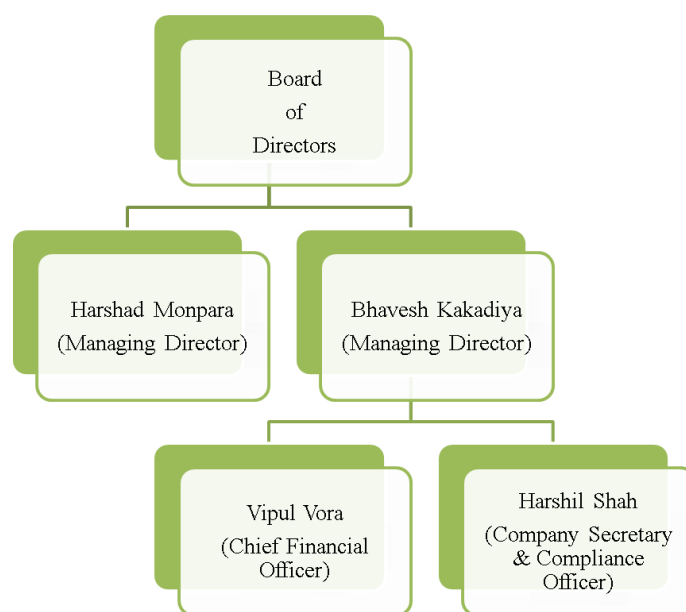 Board
of
Directors
Harshad Monpara
(Managing Director)
Bhavesh Kakadiya
(Managing Director)
Vipul Vora
(Chief Financial
Officer)
Harshil Shah
(Company Secretary
& Compliance
Officer)